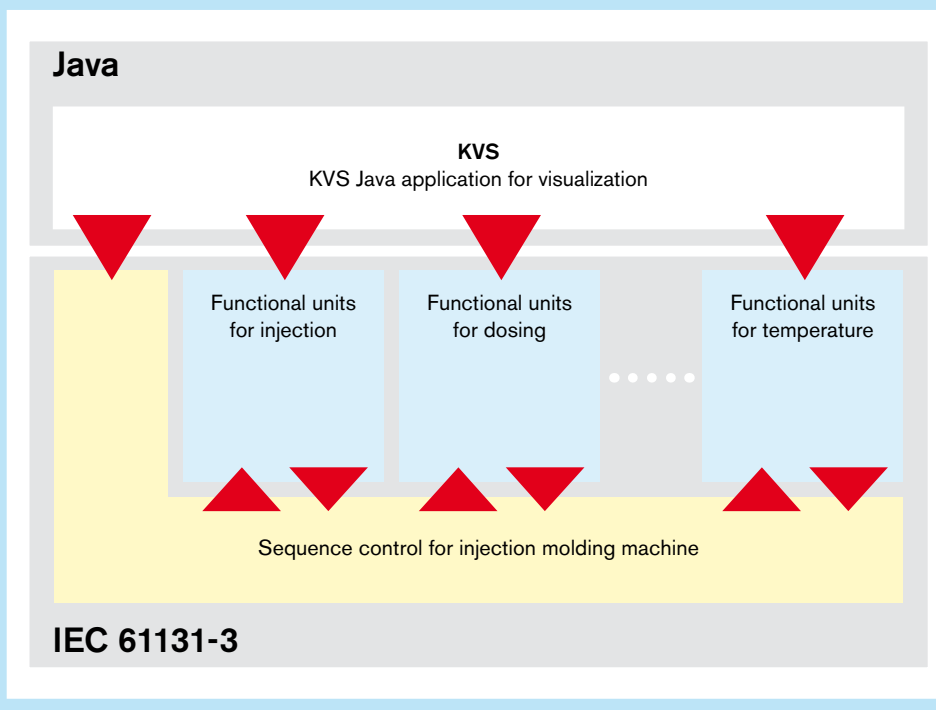 Java
KVS
KVS Java application for visualization
Functional units
for injection
Functional units
for dosing
Functional units
for temperature
Sequence control for injection molding machine
IEC 61131-3